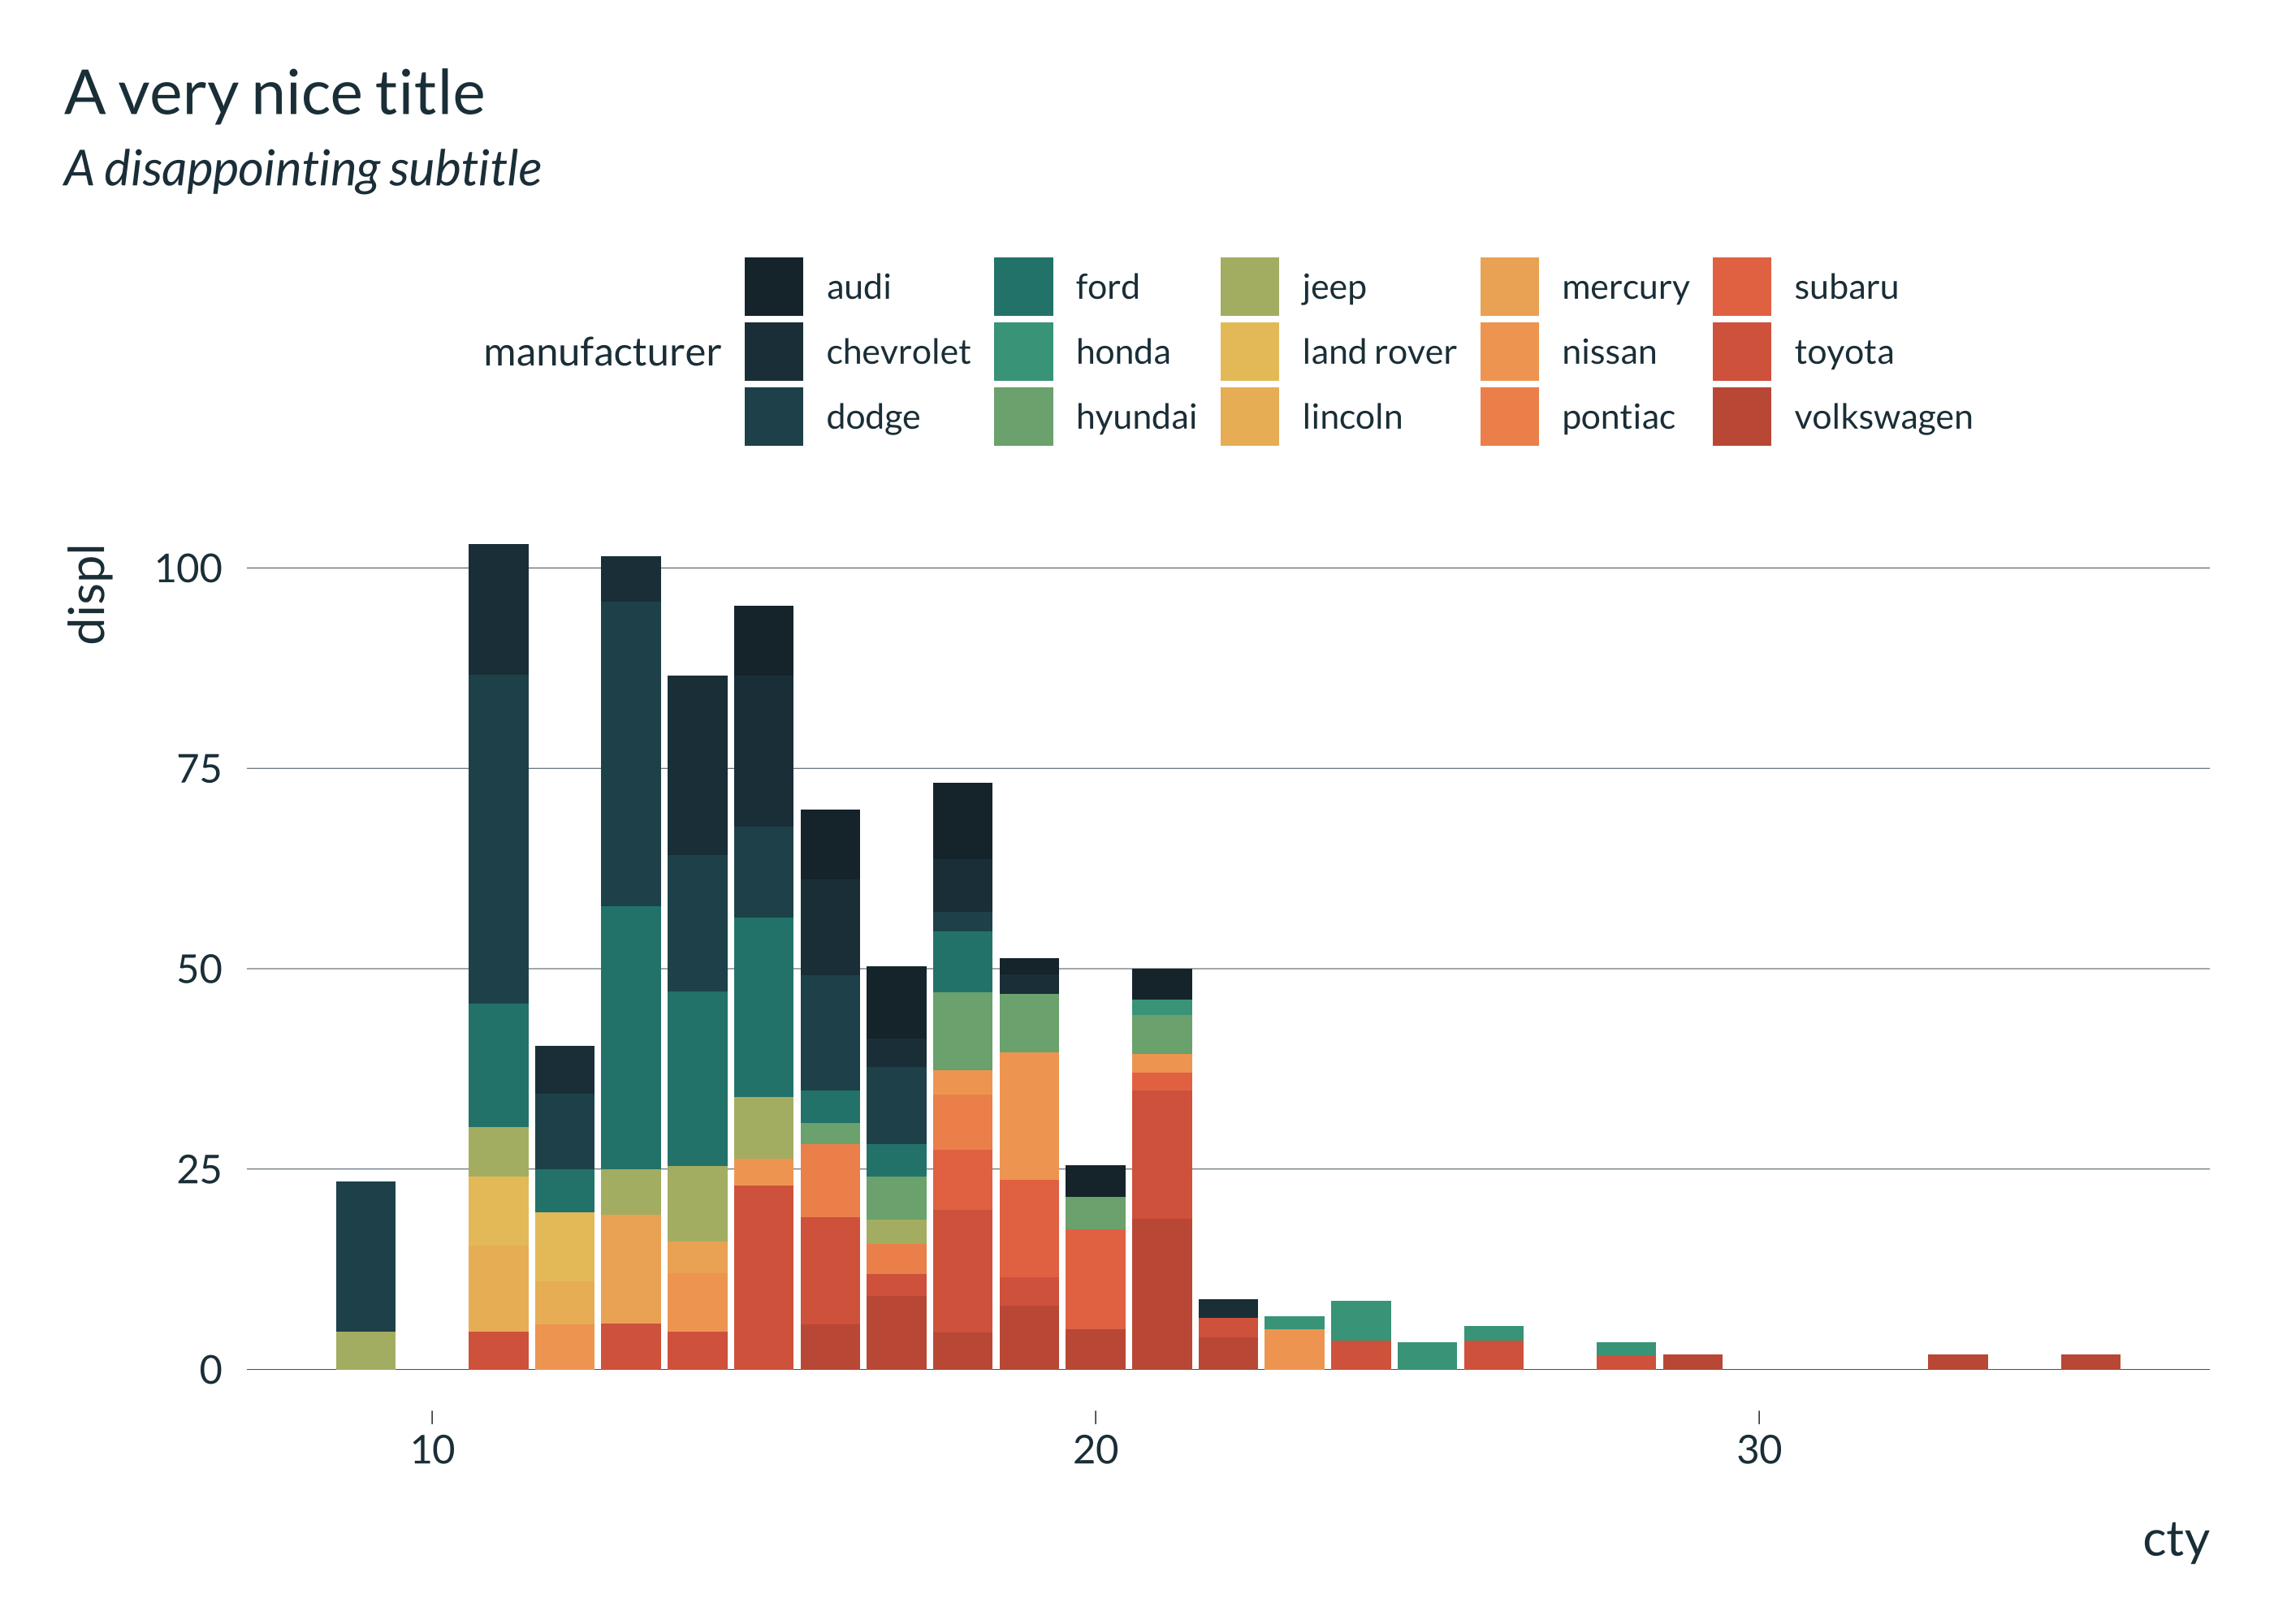 A very nice title
A disappointing subtitle
audi ford jeep mercury subaru
manufacturer chevrolet honda land rover nissan toyota
dodge hyundai lincoln pontiac volkswagen
displ
100
75
50
25
0
10 20 30
cty